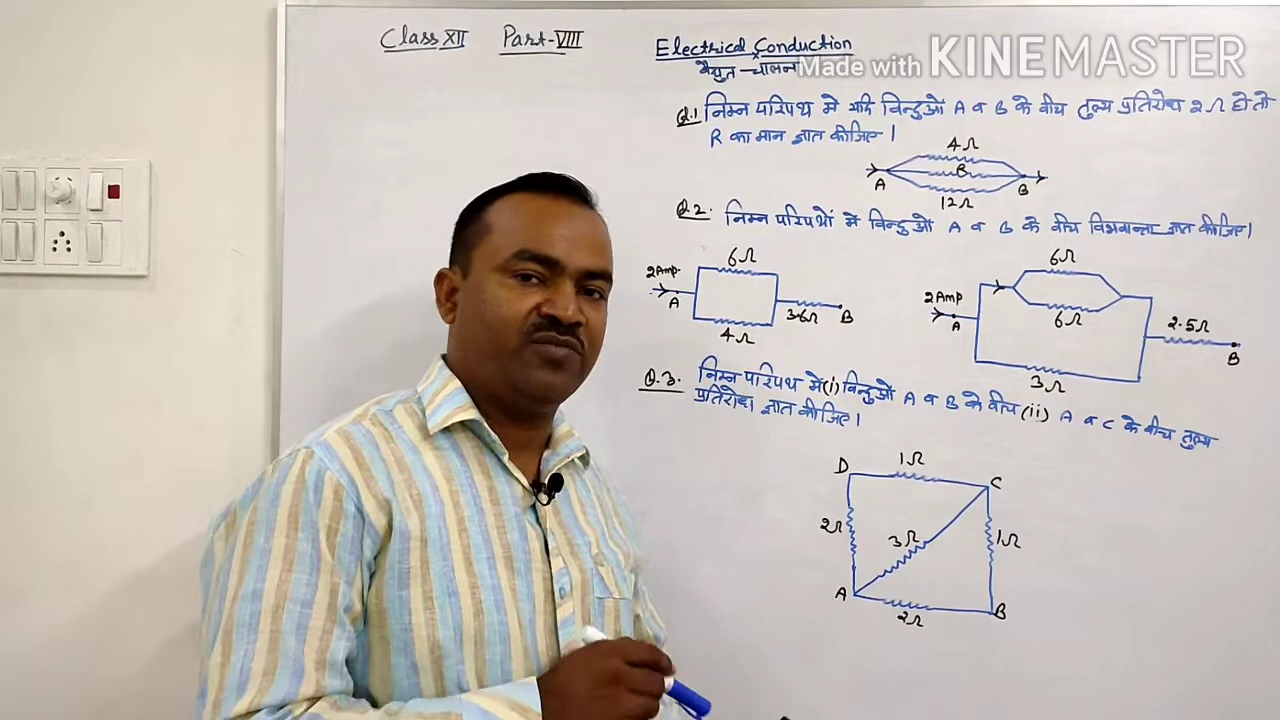 Class XII Part-VIII
Electrical Conduction
वैद्युत - चालन
Made with KINEMASTER
Q.1 निम्न परिपथ मे यदि बिन्दुओं A व B के बीच तुल्य प्रतिरोध 2Ω हो तो
R का मान ज्ञात कीजिए।
4Ω
A B B
12Ω
Q.2. निम्न परिपथों मे बिन्दुओं A व B के बीच विभवान्तर ज्ञात कीजिए।
6Ω
2Amp.
A
4Ω
3.6Ω
B
6Ω
2Amp
A
6Ω
3Ω
2.5Ω
B
Q.3. निम्न परिपथ में (i) बिन्दुओं A व B के बीच (ii) A व C के बीच तुल्य
प्रतिरोध ज्ञात कीजिए।
D 1Ω C
2Ω 3Ω 1Ω
A 2Ω B